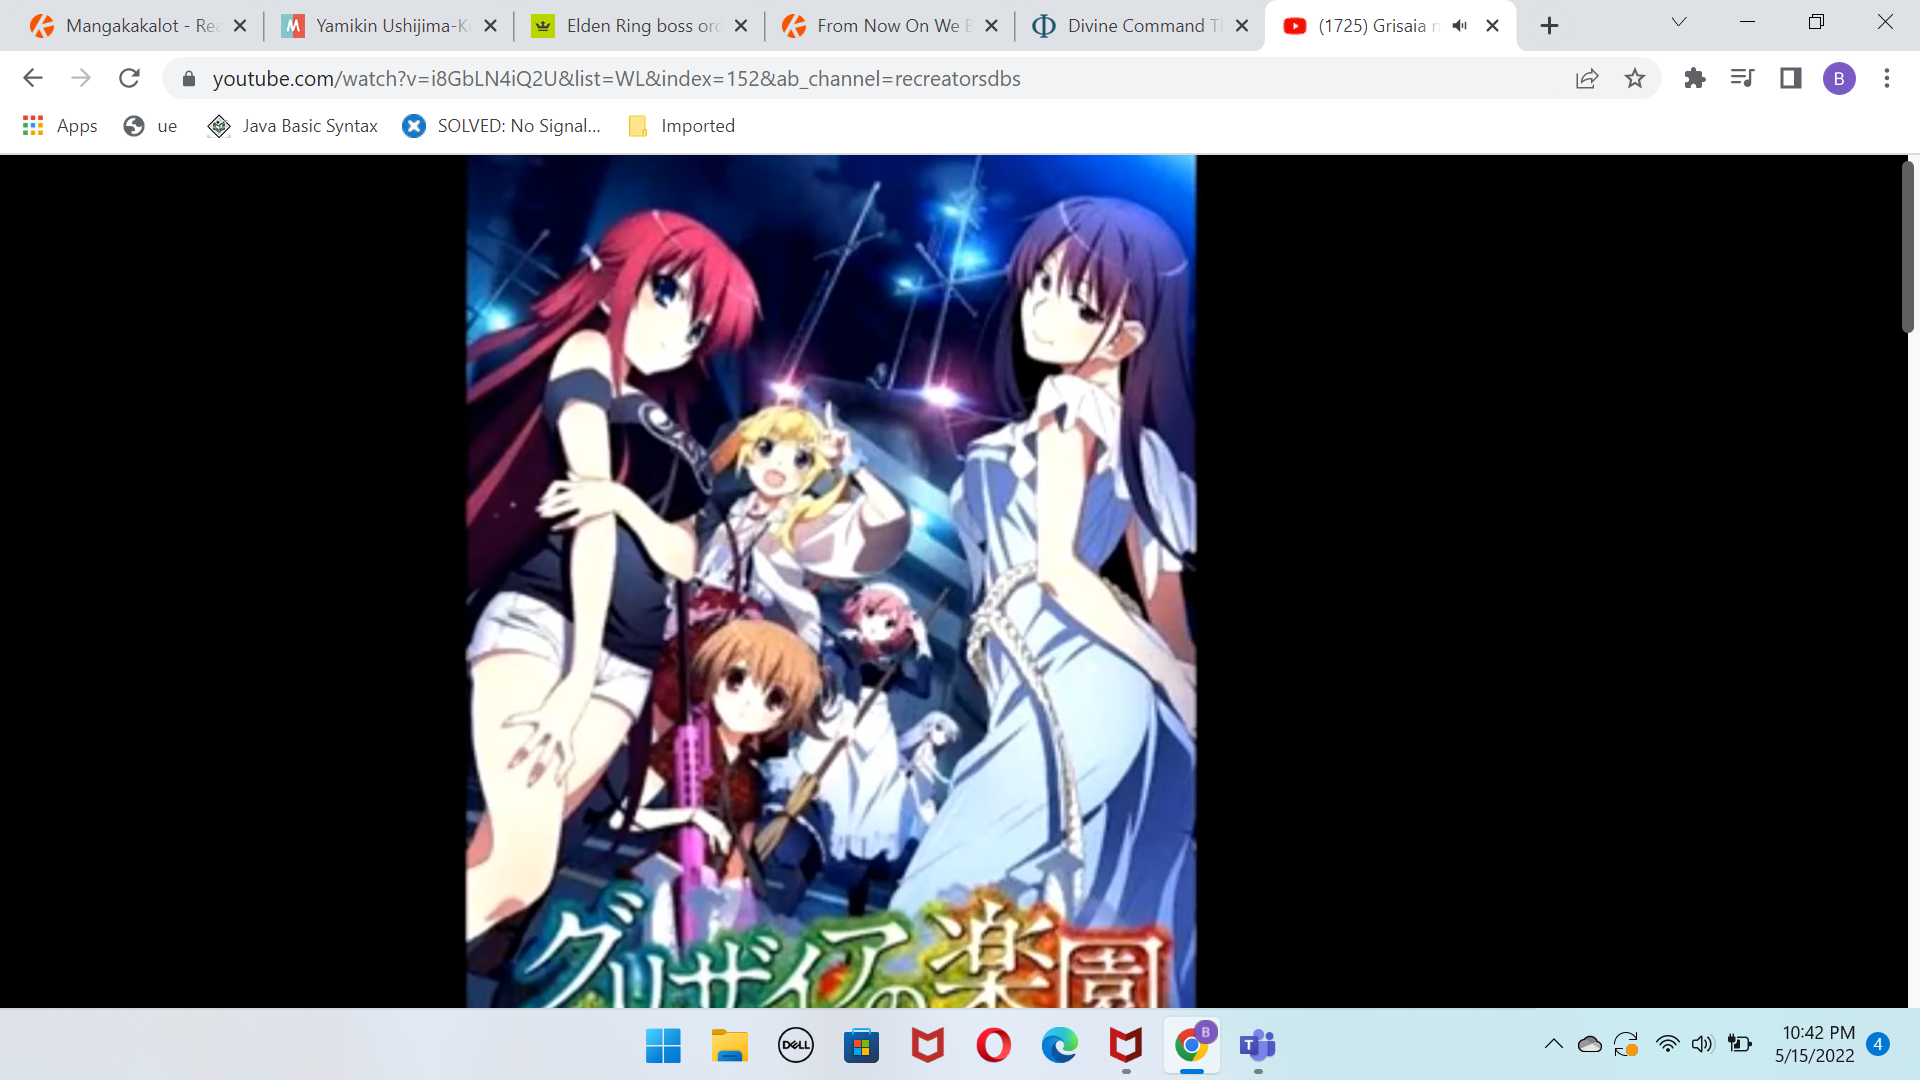 Mangakakalot - Rea
Yamikin Ushijima-K
Elden Ring boss ord
From Now On We B
Divine Command T
(1725) Grisaia n
youtube.com/watch?v=i8GbLN4iQ2U&list=WL&index=152&ab_channel=recreatorsdbs
B
Apps
ue
Java Basic Syntax
SOLVED: No Signal...
Imported
グリザイアの楽園
DELL
B
10:42 PM
5/15/2022
4